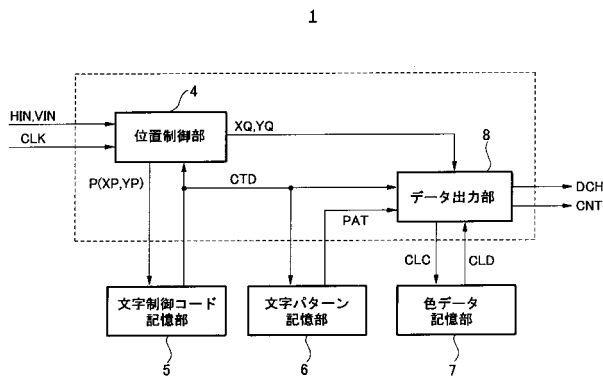 1
4
HIN,VIN
CLK
位置制御部
XQ,YQ
8
P(XP,YP)
CTD
データ出力部
DCH
CNT
PAT
CLC
CLD
文字制御コード
記憶部
文字パターン
記憶部
色データ
記憶部
5
6
7